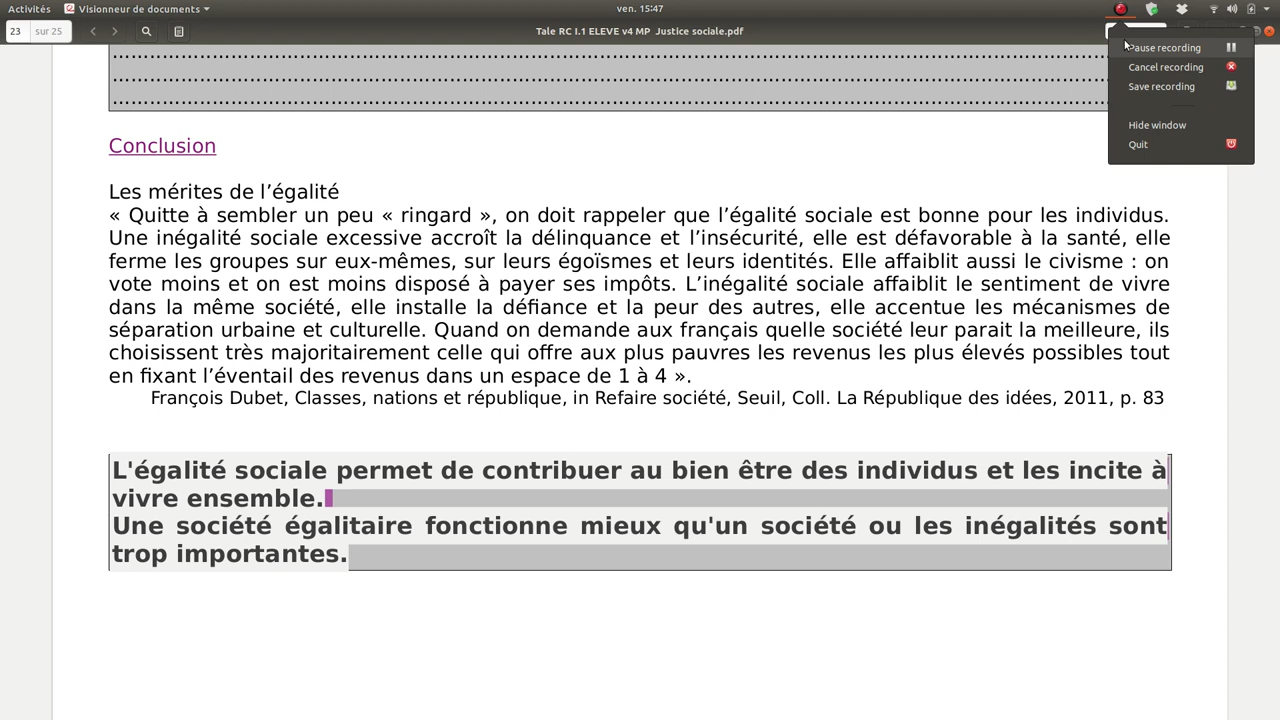 Activités
Visionneur de documents
ven. 15:47
23 sur 25
Tale RC I.1 ELEVE v4 MP Justice sociale.pdf
Pause recording
Cancel recording
Save recording
Hide window
Quit
Conclusion
Les mérites de l’égalité
« Quitte à sembler un peu « ringard », on doit rappeler que l’égalité sociale est bonne pour les individus.
Une inégalité sociale excessive accroît la délinquance et l’insécurité, elle est défavorable à la santé, elle
ferme les groupes sur eux-mêmes, sur leurs égoïsmes et leurs identités. Elle affaiblit aussi le civisme : on
vote moins et on est moins disposé à payer ses impôts. L’inégalité sociale affaiblit le sentiment de vivre
dans la même société, elle installe la défiance et la peur des autres, elle accentue les mécanismes de
séparation urbaine et culturelle. Quand on demande aux français quelle société leur parait la meilleure, ils
choisissent très majoritairement celle qui offre aux plus pauvres les revenus les plus élevés possibles tout
en fixant l’éventail des revenus dans un espace de 1 à 4 ».
François Dubet, Classes, nations et république, in Refaire société, Seuil, Coll. La République des idées, 2011, p. 83
L'égalité sociale permet de contribuer au bien être des individus et les incite à
vivre ensemble.
Une société égalitaire fonctionne mieux qu'un société ou les inégalités sont
trop importantes.